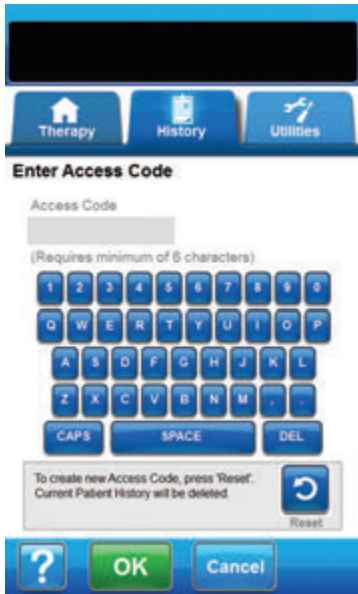 Therapy History Utilities
Enter Access Code
Access Code
(Requires minimum of 6 characters)
1 2 3 4 5 6 7 8 9 0
Q W E R T Y U I O P
A S D F G H J K L
Z X C V B N M , .
CAPS SPACE DEL
To create new Access Code, press 'Reset'.
Current Patient History will be deleted
Reset
? OK Cancel